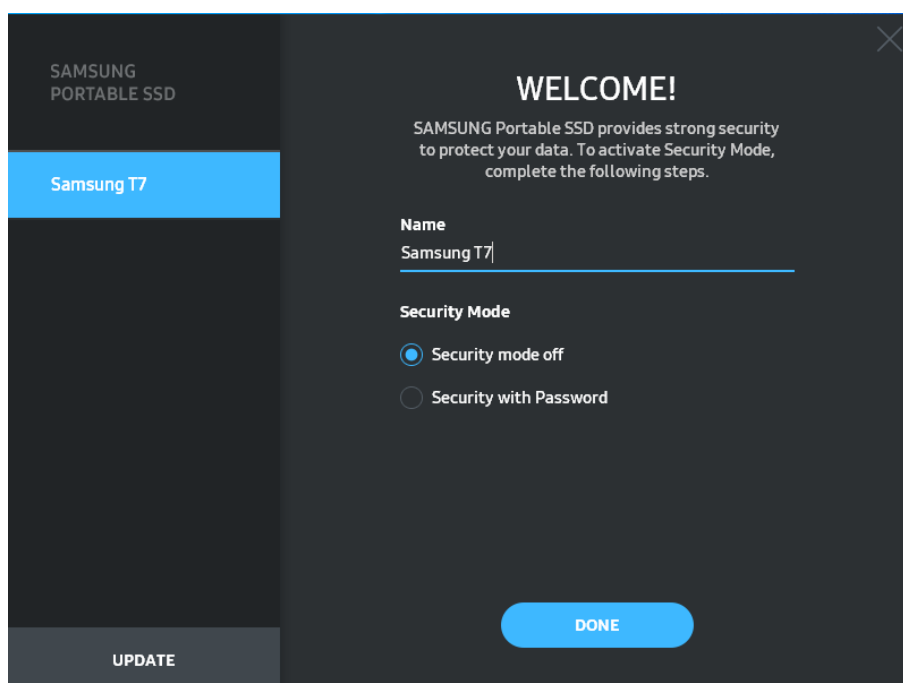 SAMSUNG
PORTABLE SSD
Samsung T7
UPDATE
WELCOME!
SAMSUNG Portable SSD provides strong security
to protect your data. To activate Security Mode,
complete the following steps.
Name
Samsung T7
Security Mode
Security mode off
Security with Password
DONE